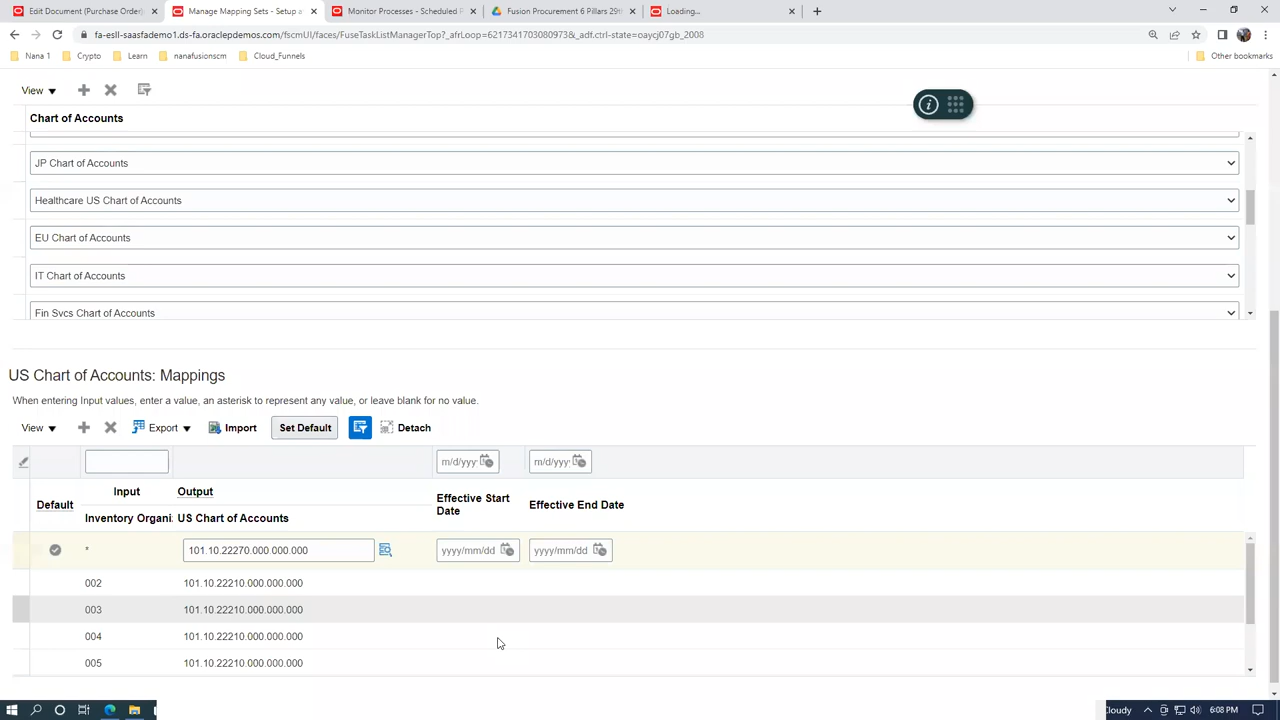 Edit Document (Purchase Order)
Manage Mapping Sets - Setup a
Monitor Processes - Scheduled P
Fusion Procurement 6 Pillars 29th
Loading...
fa-esll-saasfademo1.ds-fa.oraclepdemos.com/fscmUI/faces/FuseTaskListManagerTop?_afrLoop=6217341703080973&_adf.ctrl-state=oaycj07gb_2008
Nana 1
Crypto
Learn
nanafusionscm
Cloud_Funnels
Other bookmarks
View
Chart of Accounts
JP Chart of Accounts
Healthcare US Chart of Accounts
EU Chart of Accounts
IT Chart of Accounts
Fin Svcs Chart of Accounts
US Chart of Accounts: Mappings
When entering Input values, enter a value, an asterisk to represent any value, or leave blank for no value.
View Export Import Set Default Detach
m/d/yyy m/d/yyy
Default Input Output Effective Start Date Effective End Date
Inventory Organi: US Chart of Accounts
* 101.10.22270.000.000.000 yyyy/mm/dd yyyy/mm/dd
002 101.10.22210.000.000.000
003 101.10.22210.000.000.000
004 101.10.22210.000.000.000
005 101.10.22210.000.000.000
Cloudy 6:08 PM